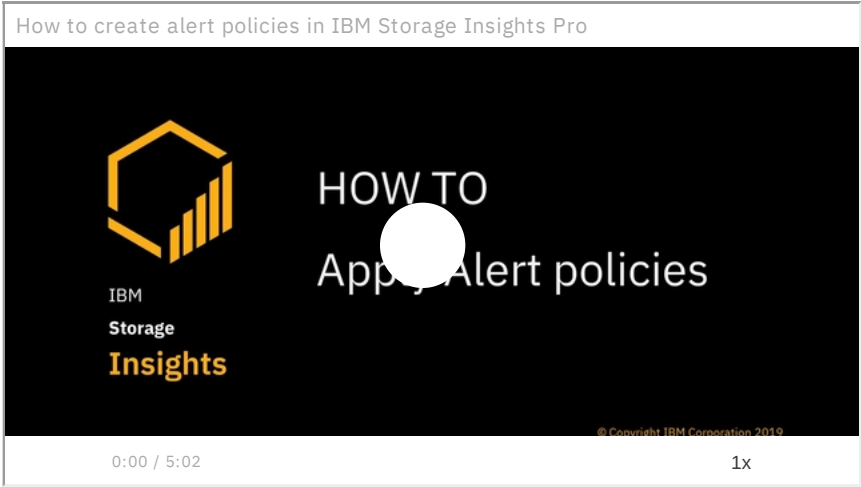 How to create alert policies in IBM Storage Insights Pro
HOW TO
Apply Alert policies
IBM
Storage
Insights
© Copyright IBM Corporation 2019
0:00 / 5:02
1x